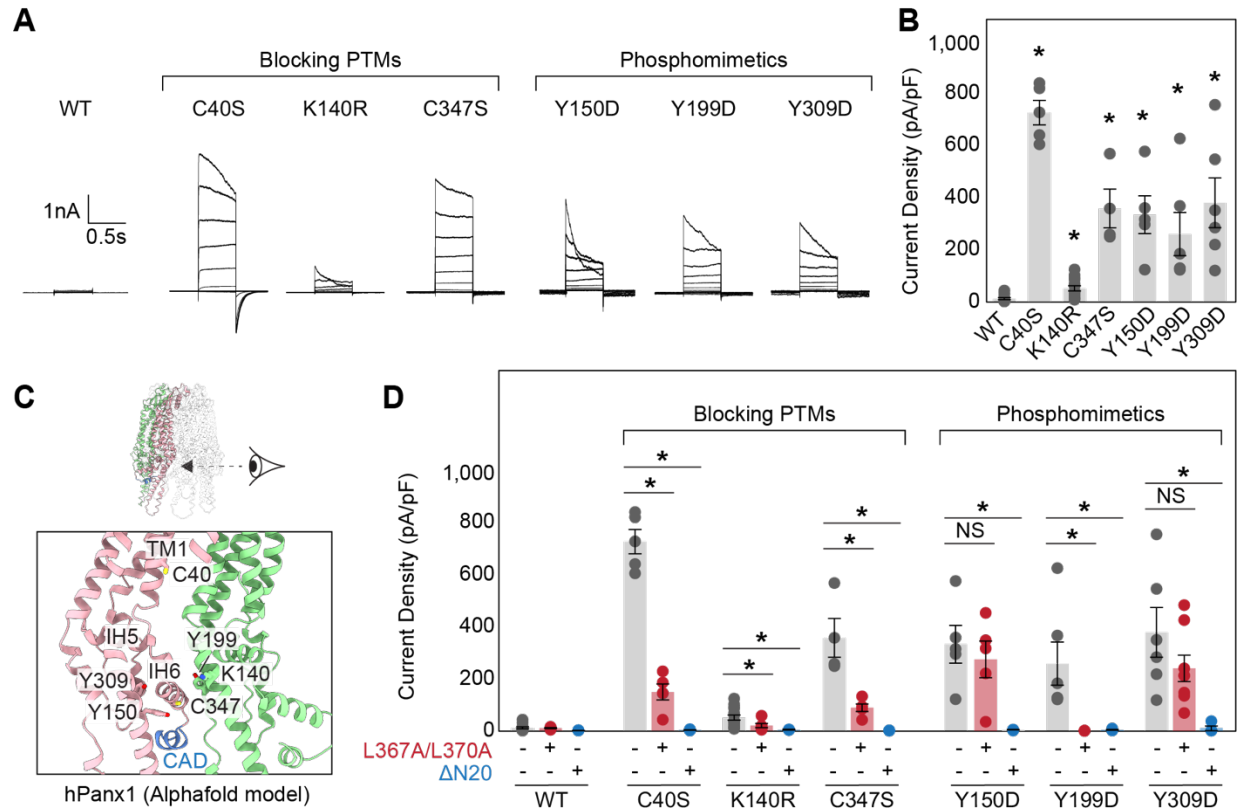 A
Blocking PTMs
Phosphomimetics
WT
C40S
K140R
C347S
Y150D
Y199D
Y309D
1nA
0.5s
B
Current Density (pA/pF)
1,000
800
600
400
200
0
WT
C40S
K140R
C347S
Y150D
Y199D
Y309D
*
*
*
*
*
*
C
TM1
C40
IH5
Y199
IH6
K140
Y309
C347
Y150
CAD
hPanx1 (Alphafold model)
D
Blocking PTMs
Phosphomimetics
Current Density (pA/pF)
1,000
800
600
400
200
0
*
*
*
*
*
*
*
NS
*
*
*
NS
L367A/L370A - + - + - + - + - + - + - +
ΔN20 - - + - - + - - + - - + - - + - - + - - +
WT C40S K140R C347S Y150D Y199D Y309D